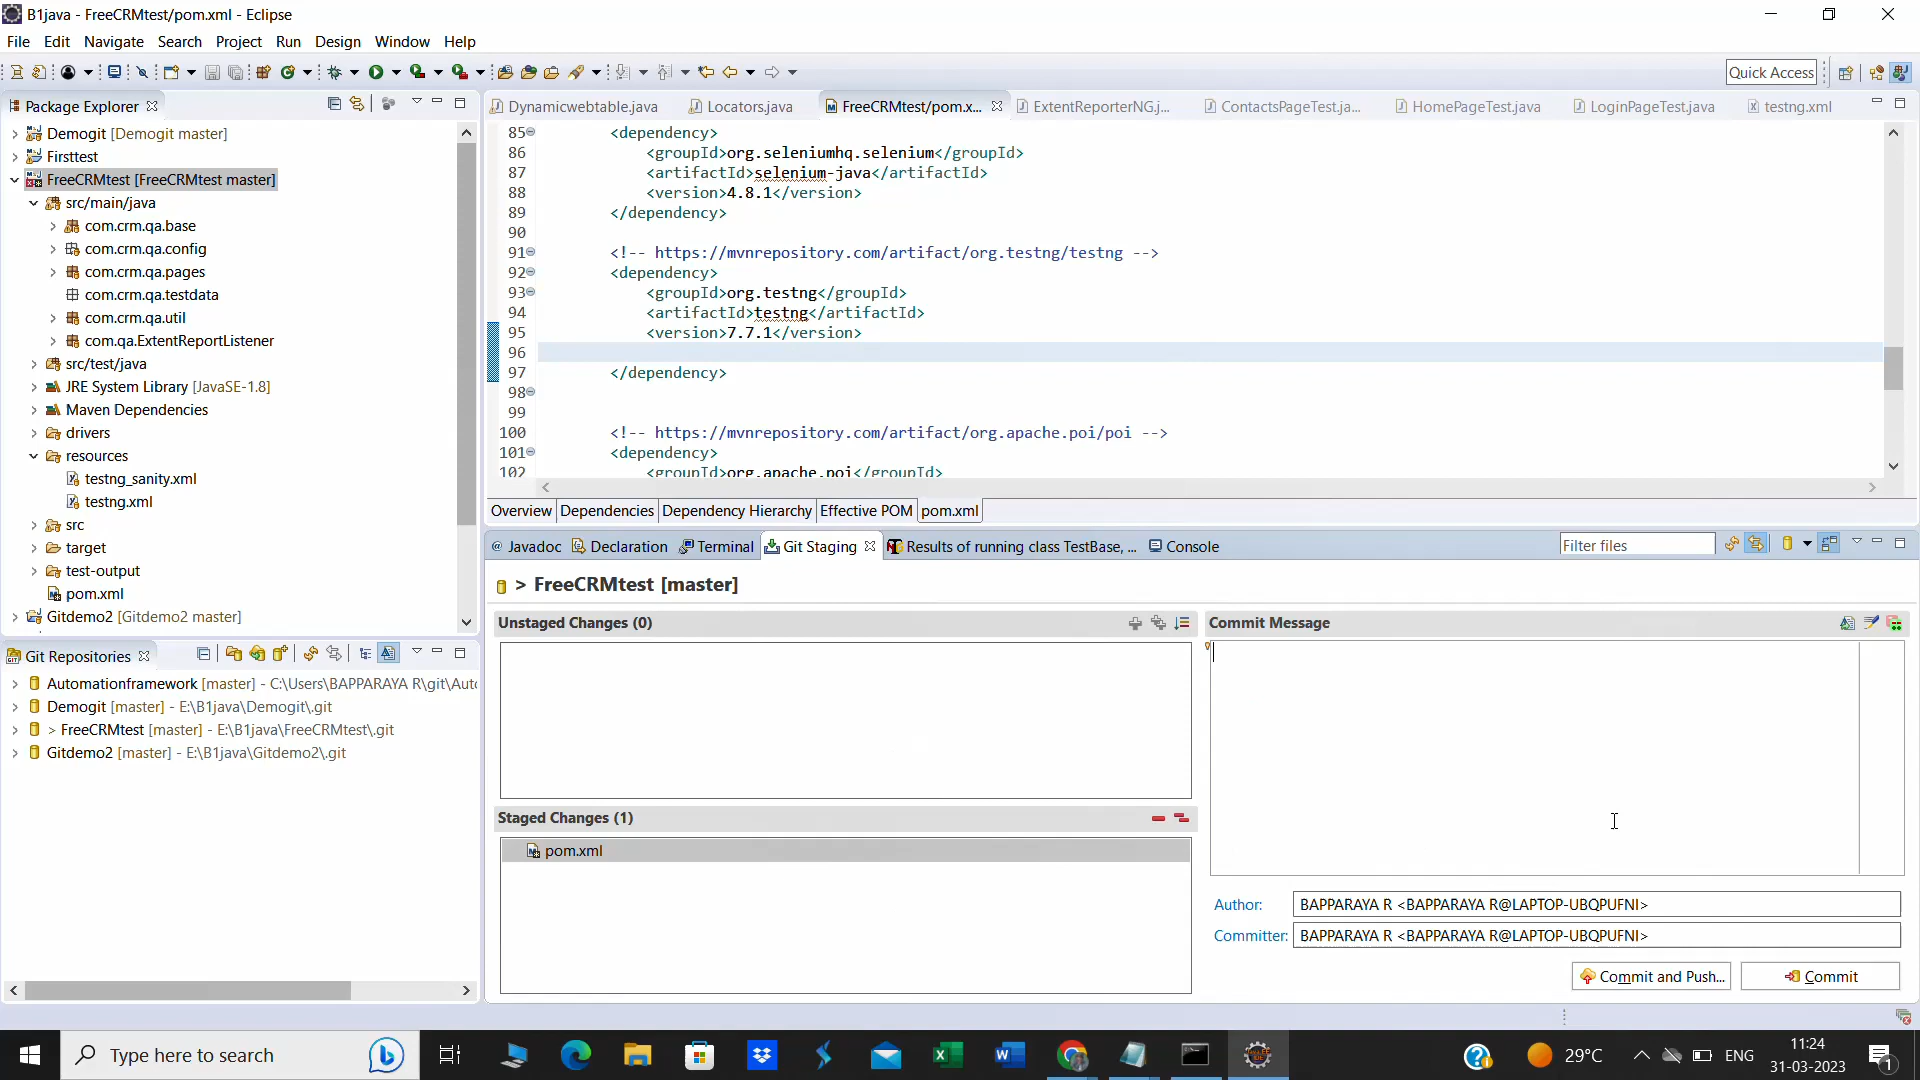 B1java - FreeCRMtest/pom.xml - Eclipse
File Edit Navigate Search Project Run Design Window Help
Quick Access
Package Explorer
Demogit [Demogit master]
Firsttest
FreeCRMtest [FreeCRMtest master]
src/main/java
com.crm.qa.base
com.crm.qa.config
com.crm.qa.pages
com.crm.qa.testdata
com.crm.qa.util
com.qa.ExtentReportListener
src/test/java
JRE System Library [JavaSE-1.8]
Maven Dependencies
drivers
resources
testng_sanity.xml
testng.xml
src
target
test-output
pom.xml
Gitdemo2 [Gitdemo2 master]
Git Repositories
Automationframework [master] - C:\Users\BAPPARAYA R\git\Auto
Demogit [master] - E:\B1java\Demogit\.git
> FreeCRMtest [master] - E:\B1java\FreeCRMtest\.git
Gitdemo2 [master] - E:\B1java\Gitdemo2\.git
Dynamicwebtable.java Locators.java FreeCRMtest/pom.x... ExtentReporterNG.j... ContactsPageTest.ja... HomePageTest.java LoginPageTest.java testng.xml
85 <dependency>
86 <groupId>org.seleniumhq.selenium</groupId>
87 <artifactId>selenium-java</artifactId>
88 <version>4.8.1</version>
89 </dependency>
90
91 <!-- https://mvnrepository.com/artifact/org.testng/testng -->
92 <dependency>
93 <groupId>org.testng</groupId>
94 <artifactId>testng</artifactId>
95 <version>7.7.1</version>
96
97 </dependency>
98
99
100 <!-- https://mvnrepository.com/artifact/org.apache.poi/poi -->
101 <dependency>
102 <groupId>org.apache.poi</groupId>
Overview Dependencies Dependency Hierarchy Effective POM pom.xml
@ Javadoc Declaration Terminal Git Staging Results of running class TestBase, ... Console
Filter files
> FreeCRMtest [master]
Unstaged Changes (0)
Staged Changes (1)
pom.xml
Commit Message
Author: BAPPARAYA R <BAPPARAYA R@LAPTOP-UBQPUFNI>
Committer: BAPPARAYA R <BAPPARAYA R@LAPTOP-UBQPUFNI>
Commit and Push... Commit
Type here to search
29°C
ENG
11:24
31-03-2023
1